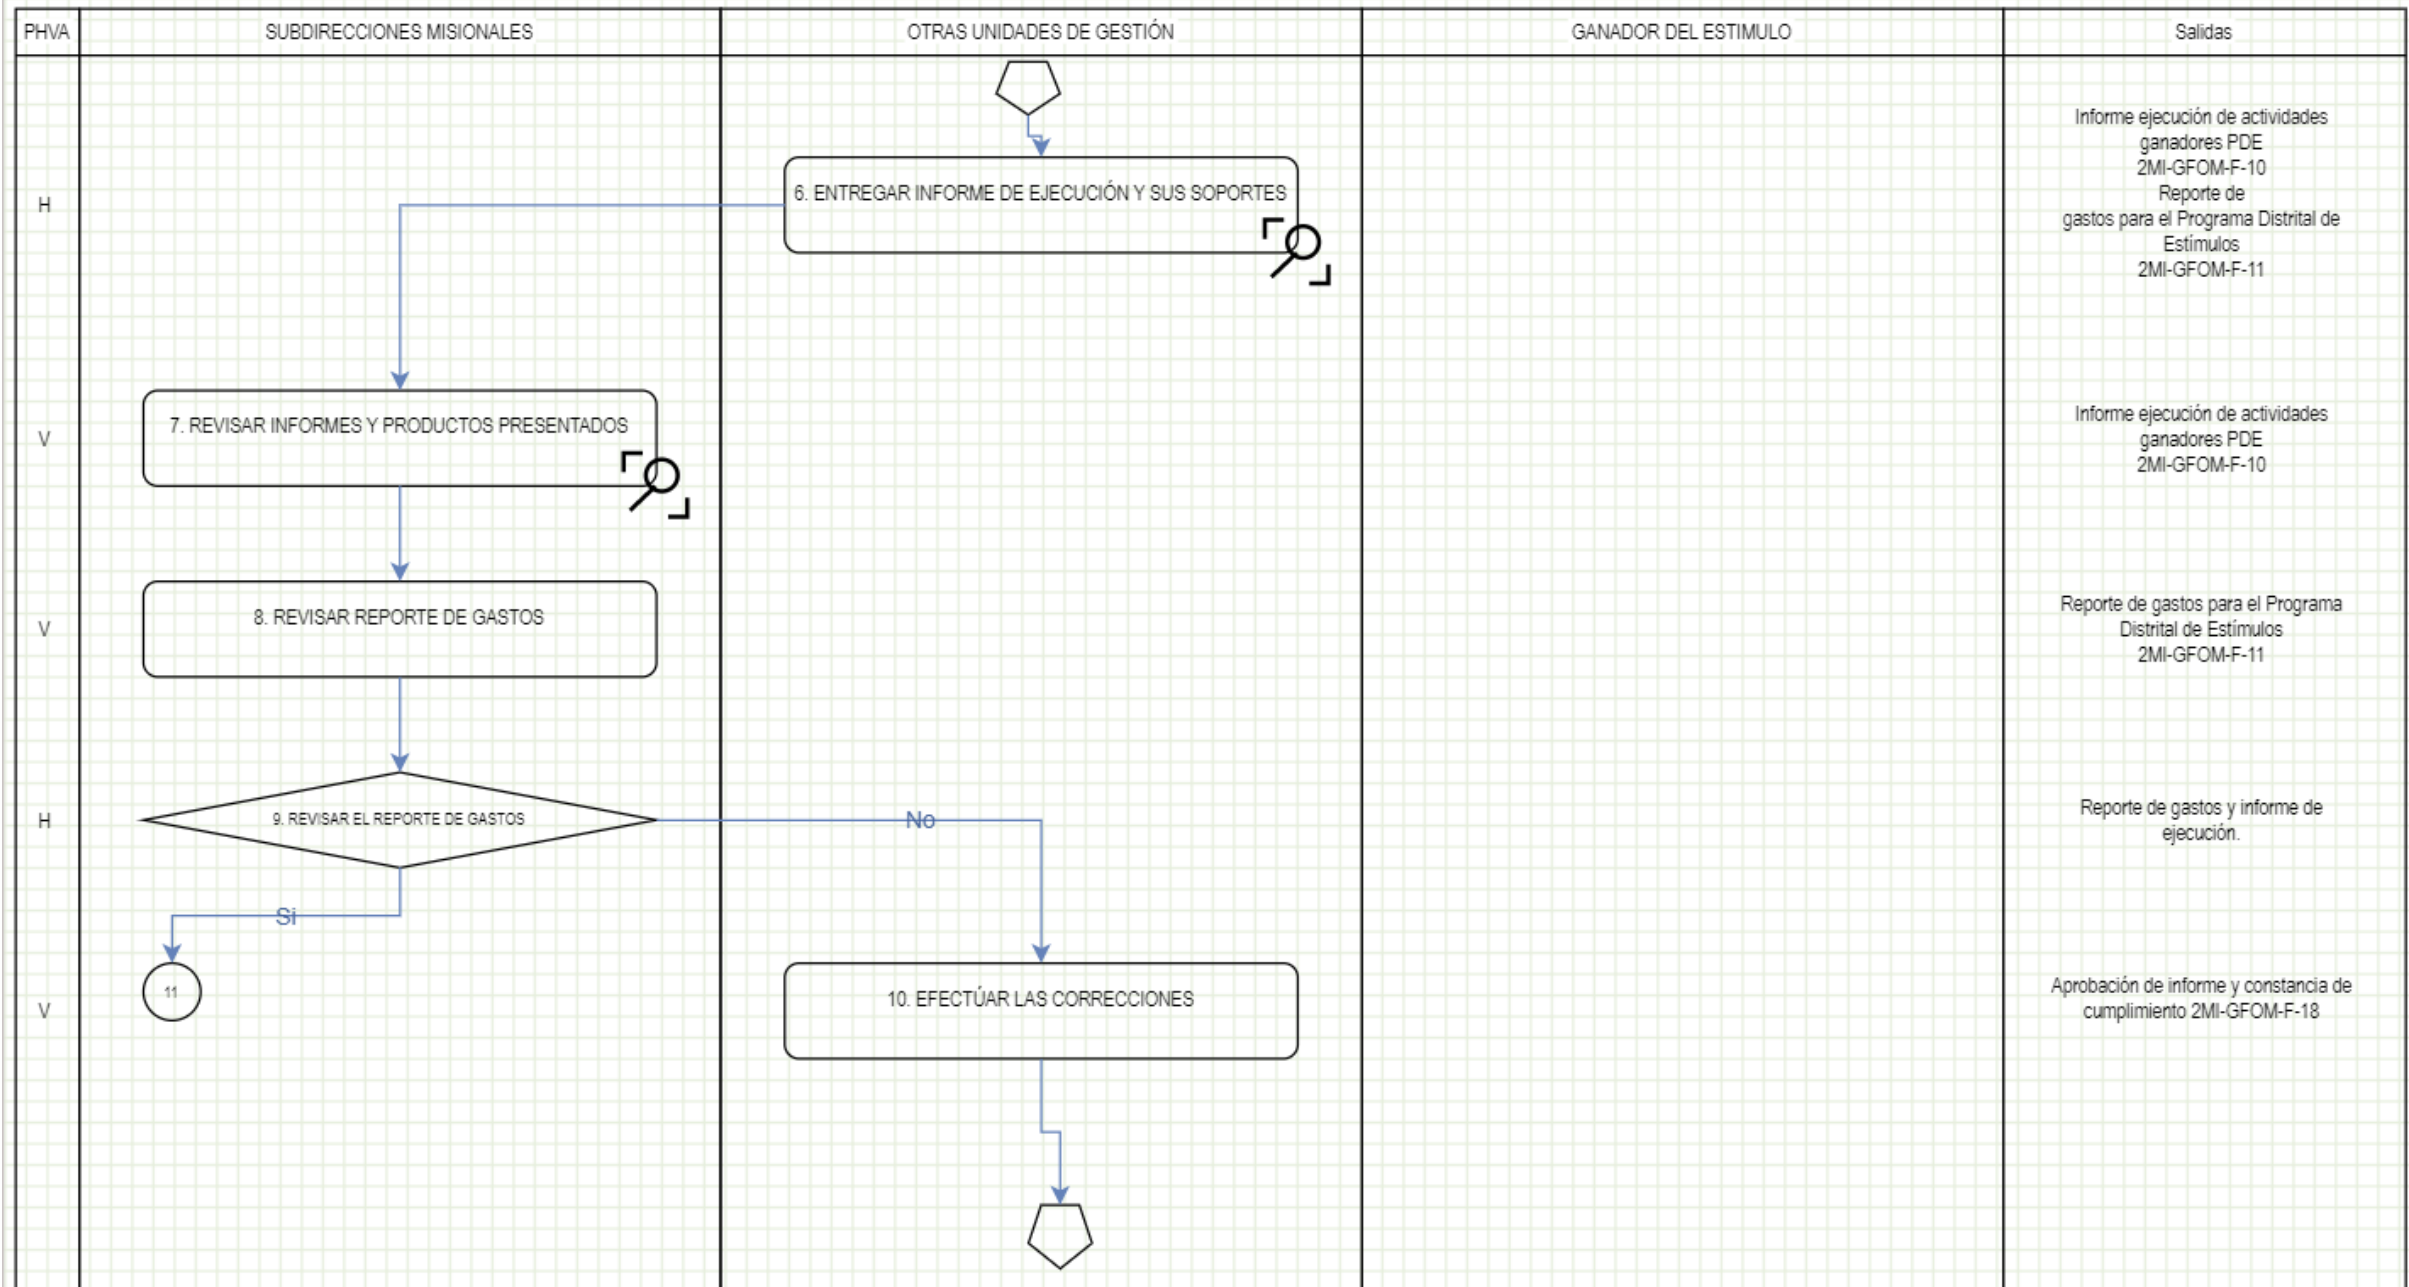 PHVA
SUBDIRECCIONES MISIONALES
OTRAS UNIDADES DE GESTIÓN
GANADOR DEL ESTIMULO
Salidas
H
6. ENTREGAR INFORME DE EJECUCIÓN Y SUS SOPORTES
Informe ejecución de actividades
ganadores PDE
2MI-GFOM-F-10
Reporte de
gastos para el Programa Distrital de
Estímulos
2MI-GFOM-F-11
V
7. REVISAR INFORMES Y PRODUCTOS PRESENTADOS
Informe ejecución de actividades
ganadores PDE
2MI-GFOM-F-10
V
8. REVISAR REPORTE DE GASTOS
Reporte de gastos para el Programa
Distrital de Estímulos
2MI-GFOM-F-11
H
9. REVISAR EL REPORTE DE GASTOS
No
Reporte de gastos y informe de
ejecución.
Si
V
11
10. EFECTÚAR LAS CORRECCIONES
Aprobación de informe y constancia de
cumplimiento 2MI-GFOM-F-18